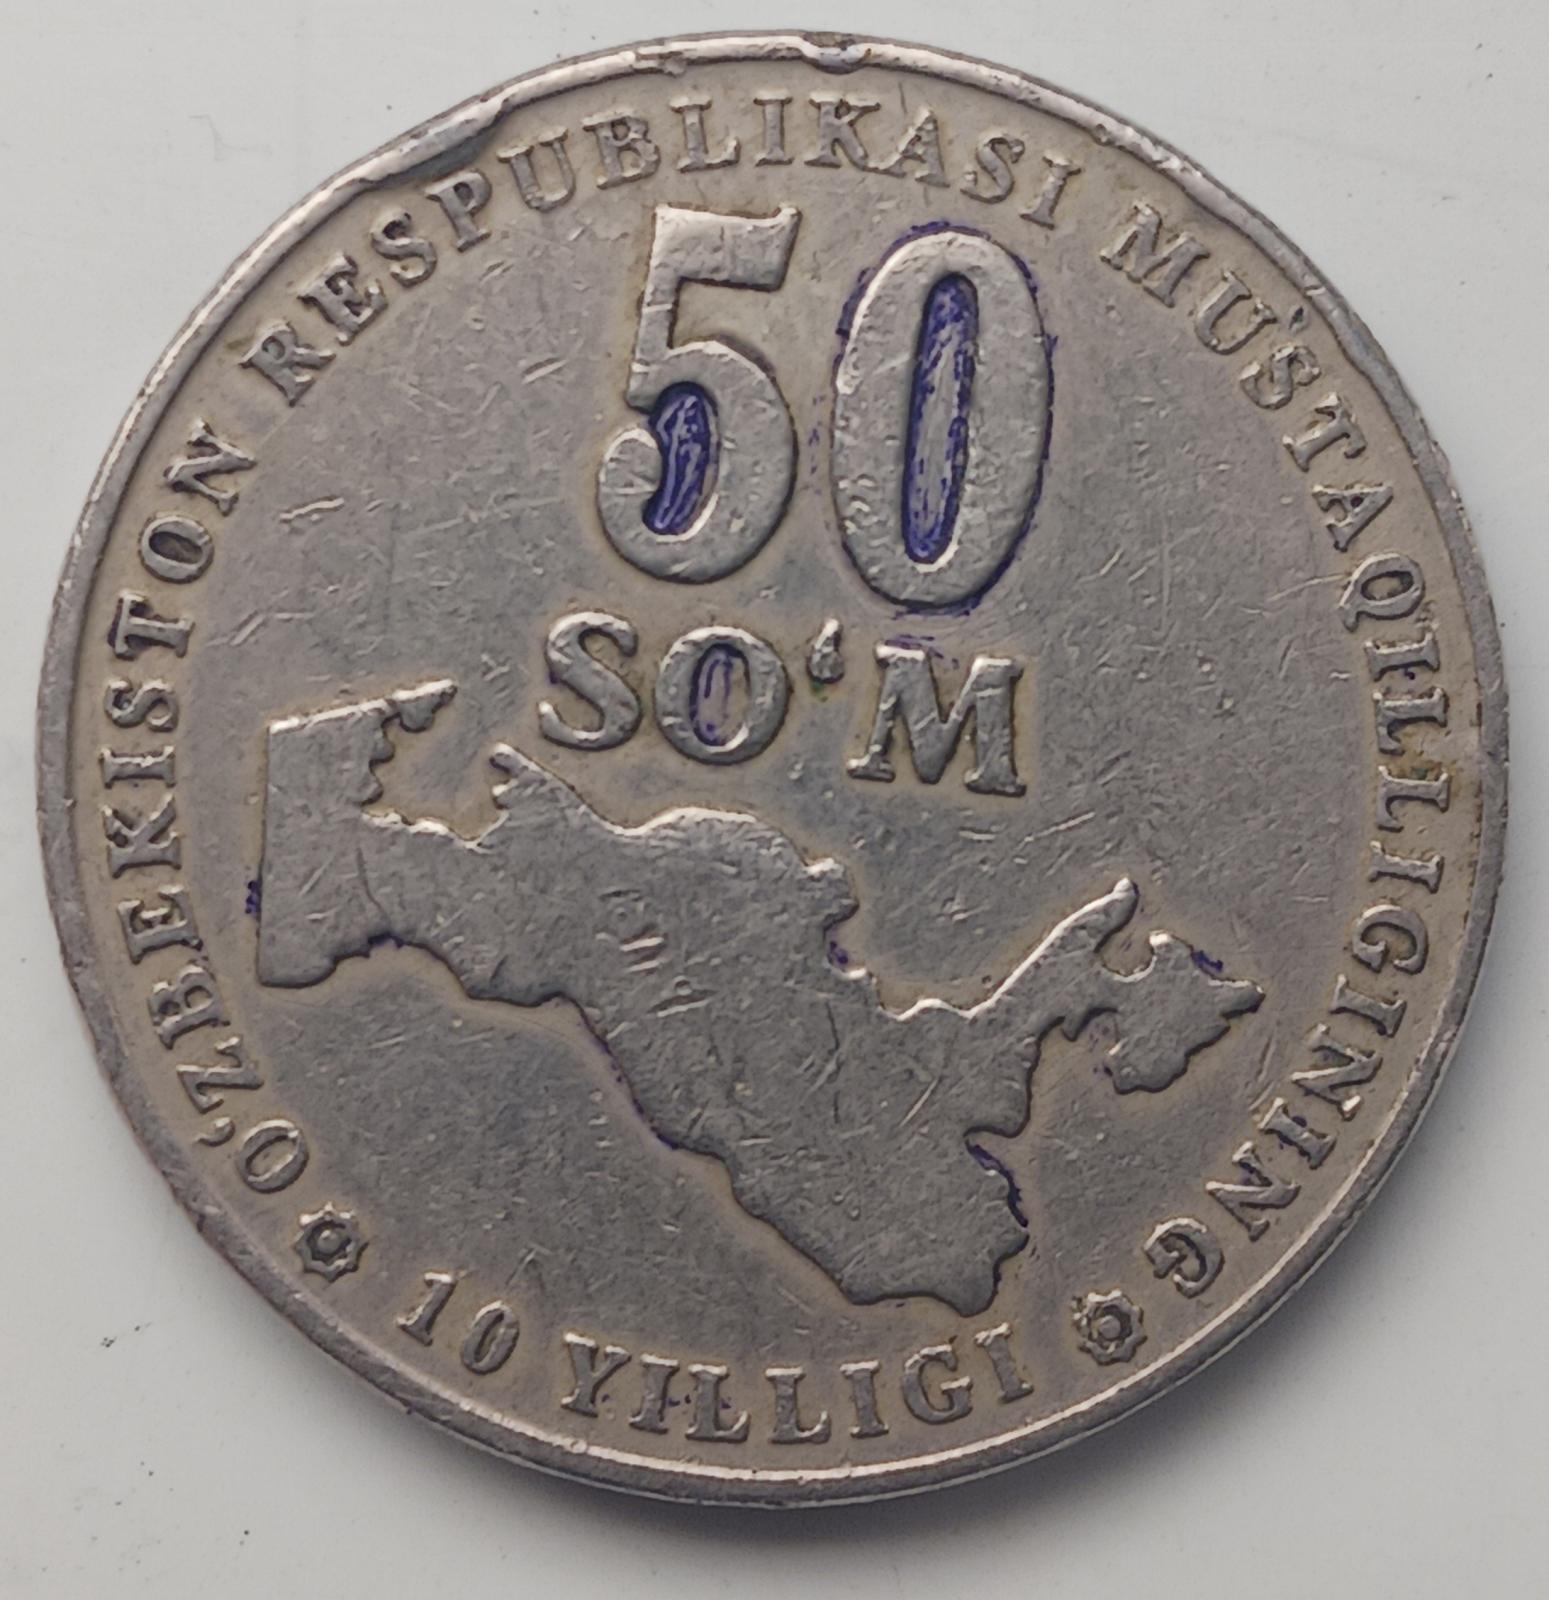 O'ZBEKISTON RESPUBLIKASI MUSTAQILLIGINING
50
SO‘M
10 YILLIGI